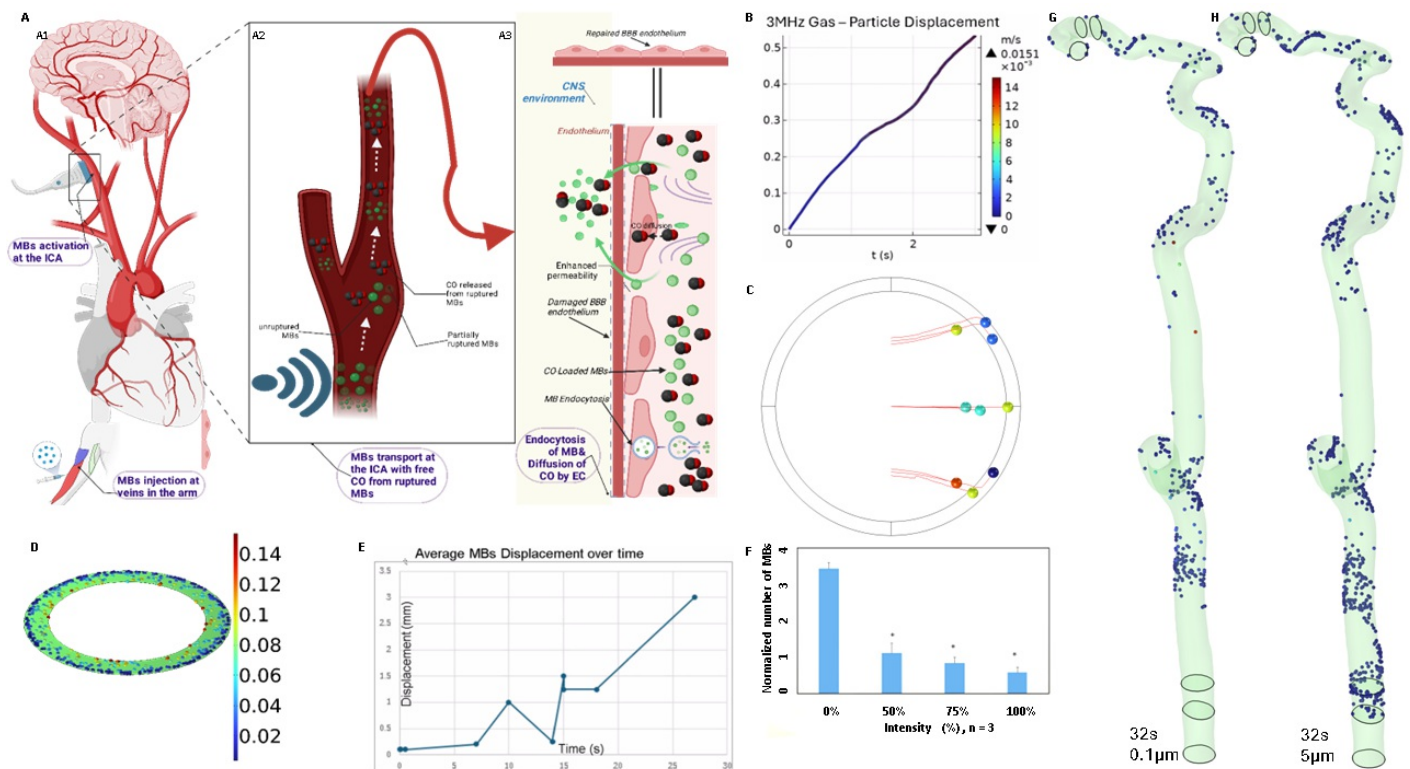 A
A1
MBs activation
at the ICA
MBs injection at
veins in the arm
A2
A3
unruptured
MBs
CO released
from ruptured
MBs
Partially
ruptured MBs
MBs transport at
the ICA with free
CO from ruptured
MBs
Repaired BBB endothelium
CNS
environment
Endothelium
CO diffusion
Enhanced
permeability
Damaged BBB
endothelium
CO Loaded MBs
MB Endocytosis
Endocytosis
of MB&
Diffusion of
CO by EC
B
3MHz Gas – Particle Displacement
m/s
0.0151
×10⁻³
0.5
0.4
0.3
0.2
0.1
0
0
2
t (s)
14
12
10
8
6
4
2
0
0
C
D
0.14
0.12
0.1
0.08
0.06
0.04
0.02
E
Average MBs Displacement over time
Displacement (mm)
3.5
3
2.5
2
1.5
1
0.5
0
0
5
10
15
20
25
30
Time (s)
F
Normalized number of MBs
4
3
2
1
0
*
*
*
0%
50%
75%
100%
Intensity (%), n = 3
G
32s
0.1µm
H
32s
5µm